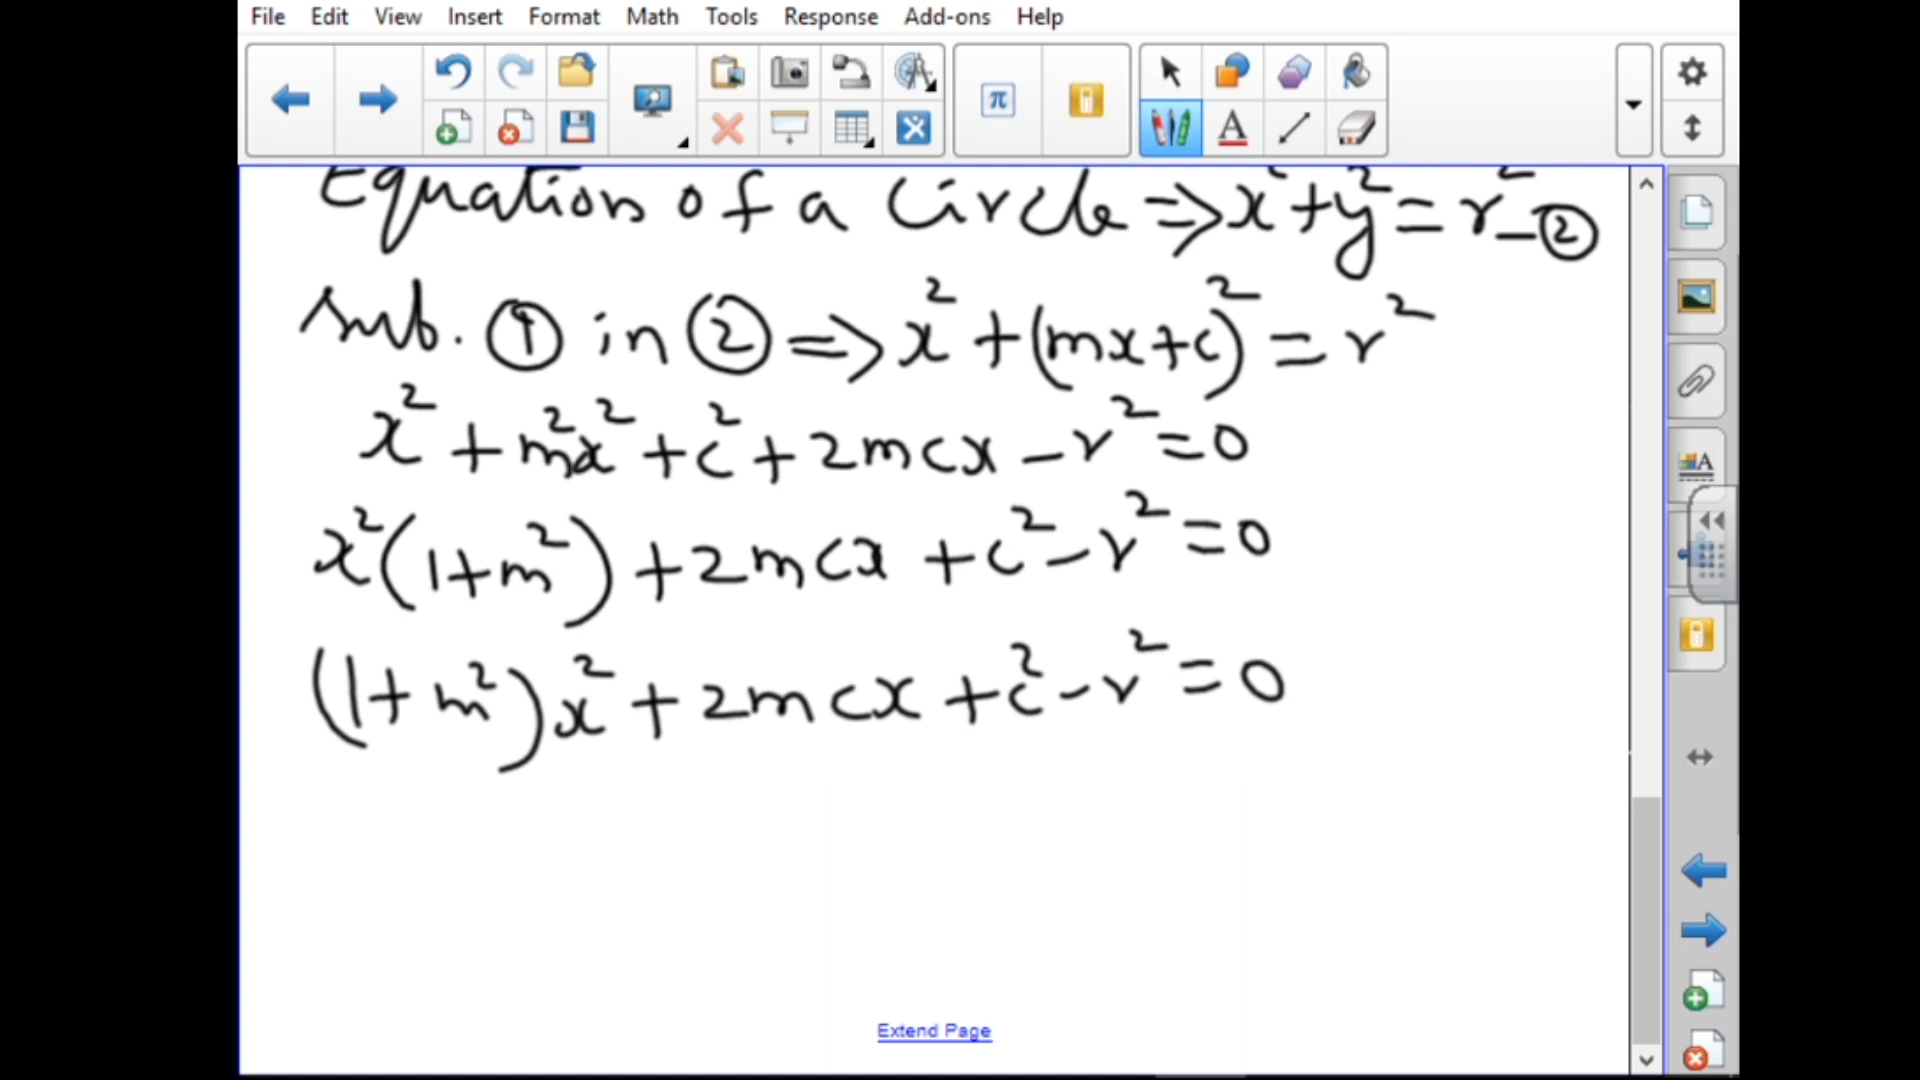 File Edit View Insert Format Math Tools Response Add-ons Help
Equation of a Circle ⇒ x² + y² = r² – ②
sub. ① in ② ⇒ x² + (mx + c)² = r²
x² + m²x² + c² + 2mcx – r² = 0
x²(1 + m²) + 2mcx + c² – r² = 0
(1 + m²)x² + 2mcx + c² – r² = 0
Extend Page